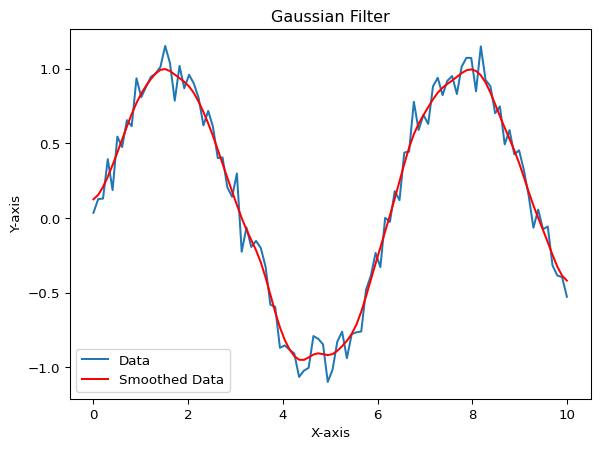 Gaussian Filter
1.0
0.5
0.0
−0.5
−1.0
Y-axis
Data
Smoothed Data
0 2 4 6 8 10
X-axis